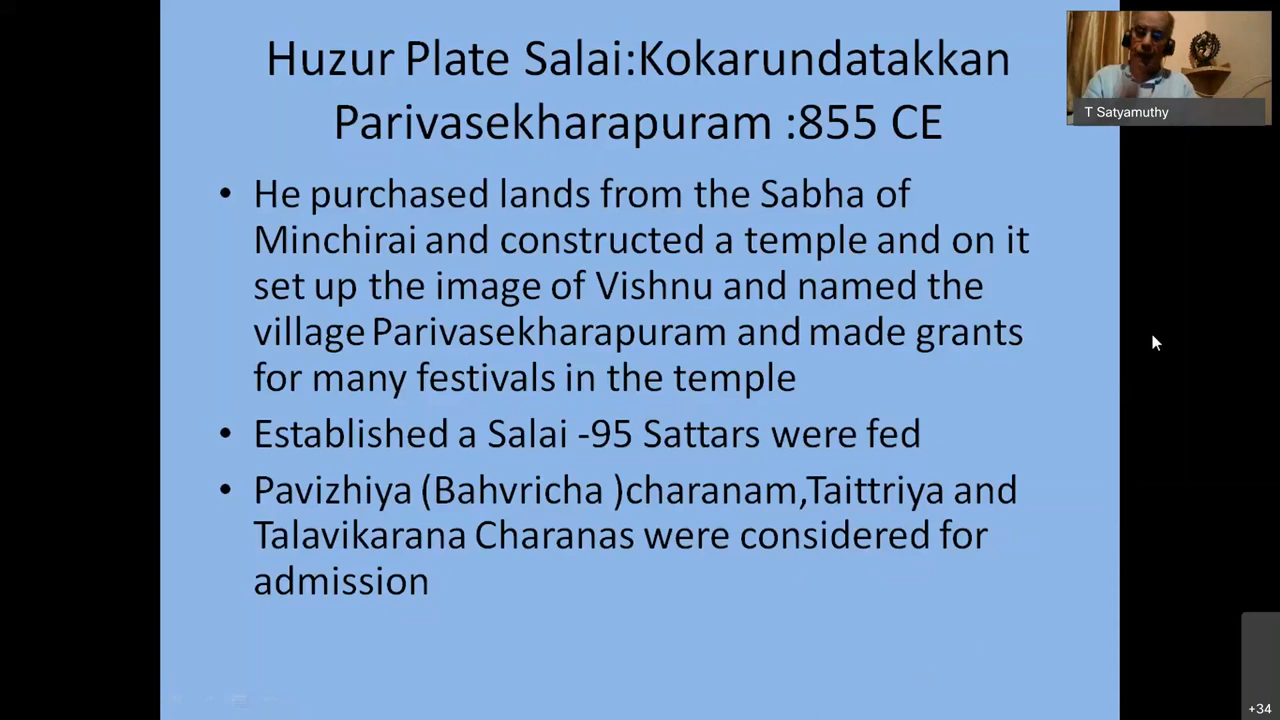 Huzur Plate Salai:Kokarundatakkan
Parivasekharapuram :855 CE
• He purchased lands from the Sabha of
Minchirai and constructed a temple and on it
set up the image of Vishnu and named the
village Parivasekharapuram and made grants
for many festivals in the temple
• Established a Salai -95 Sattars were fed
• Pavizhiya (Bahvricha )charanam,Taittriya and
Talavikarana Charanas were considered for
admission
T Satyamuthy
+34